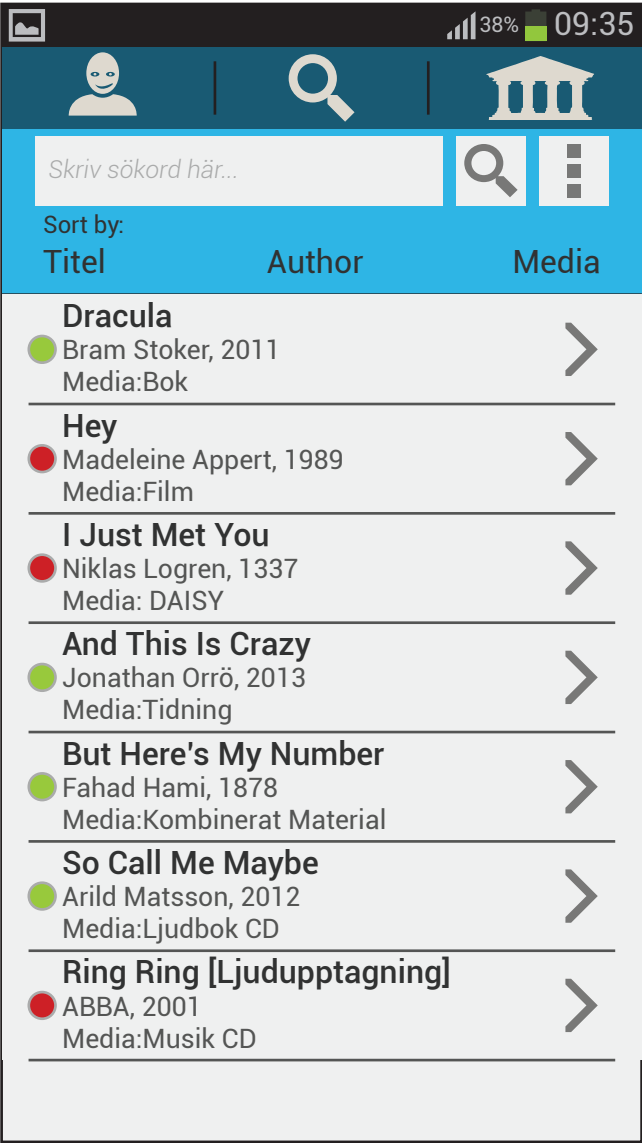 38% 09:35
Skriv sökord här...
Sort by:
Titel Author Media
Dracula
Bram Stoker, 2011
Media:Bok
Hey
Madeleine Appert, 1989
Media:Film
I Just Met You
Niklas Logren, 1337
Media: DAISY
And This Is Crazy
Jonathan Orrö, 2013
Media:Tidning
But Here's My Number
Fahad Hami, 1878
Media:Kombinerat Material
So Call Me Maybe
Arild Matsson, 2012
Media:Ljudbok CD
Ring Ring [Ljudupptagning]
ABBA, 2001
Media:Musik CD